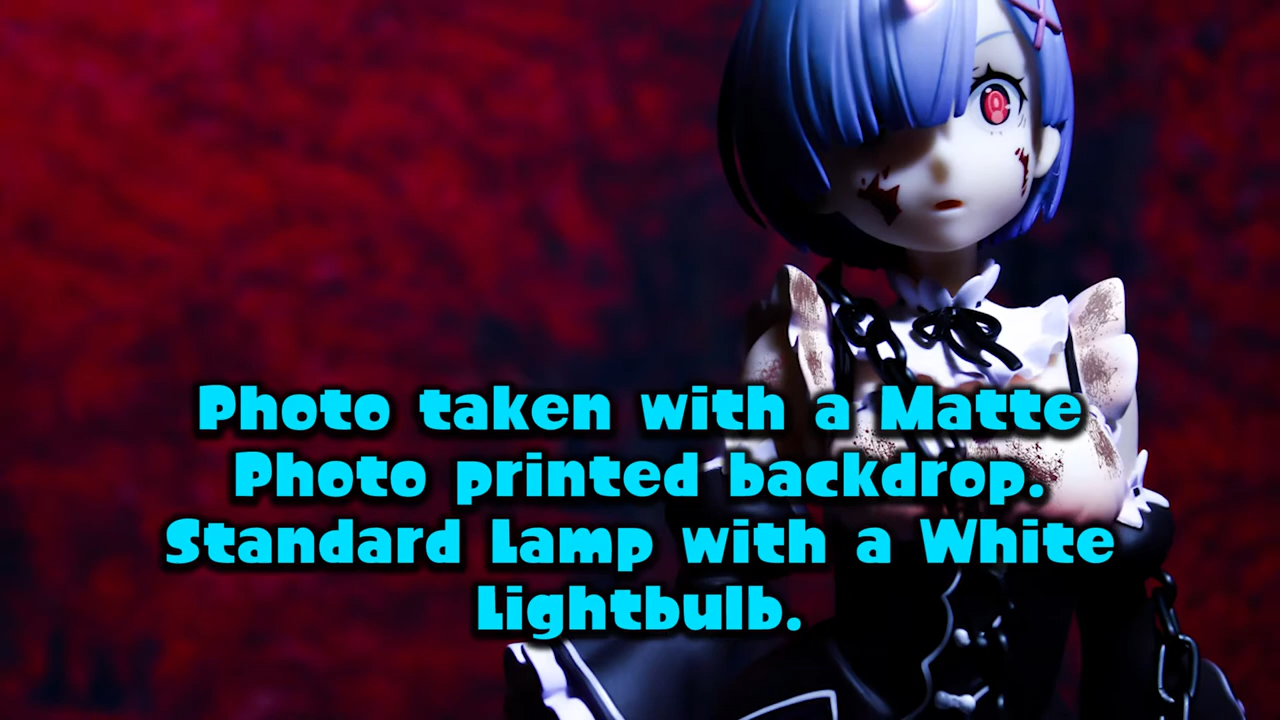 Photo taken with a Matte
Photo printed backdrop.
Standard Lamp with a White
Lightbulb.